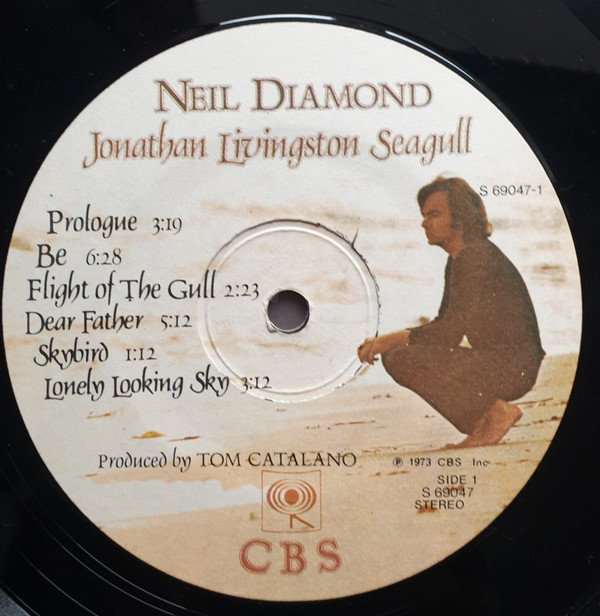 NEIL DIAMOND
Jonathan Livingston Seagull
S 69047-1
Prologue 3:19
Be 6:28
Flight of The Gull 2:23
Dear Father 5:12
Skybird 1:12
Lonely Looking Sky 3:12
Produced by TOM CATALANO
℗ 1973 CBS Inc
SIDE 1
S 69047
STEREO
CBS